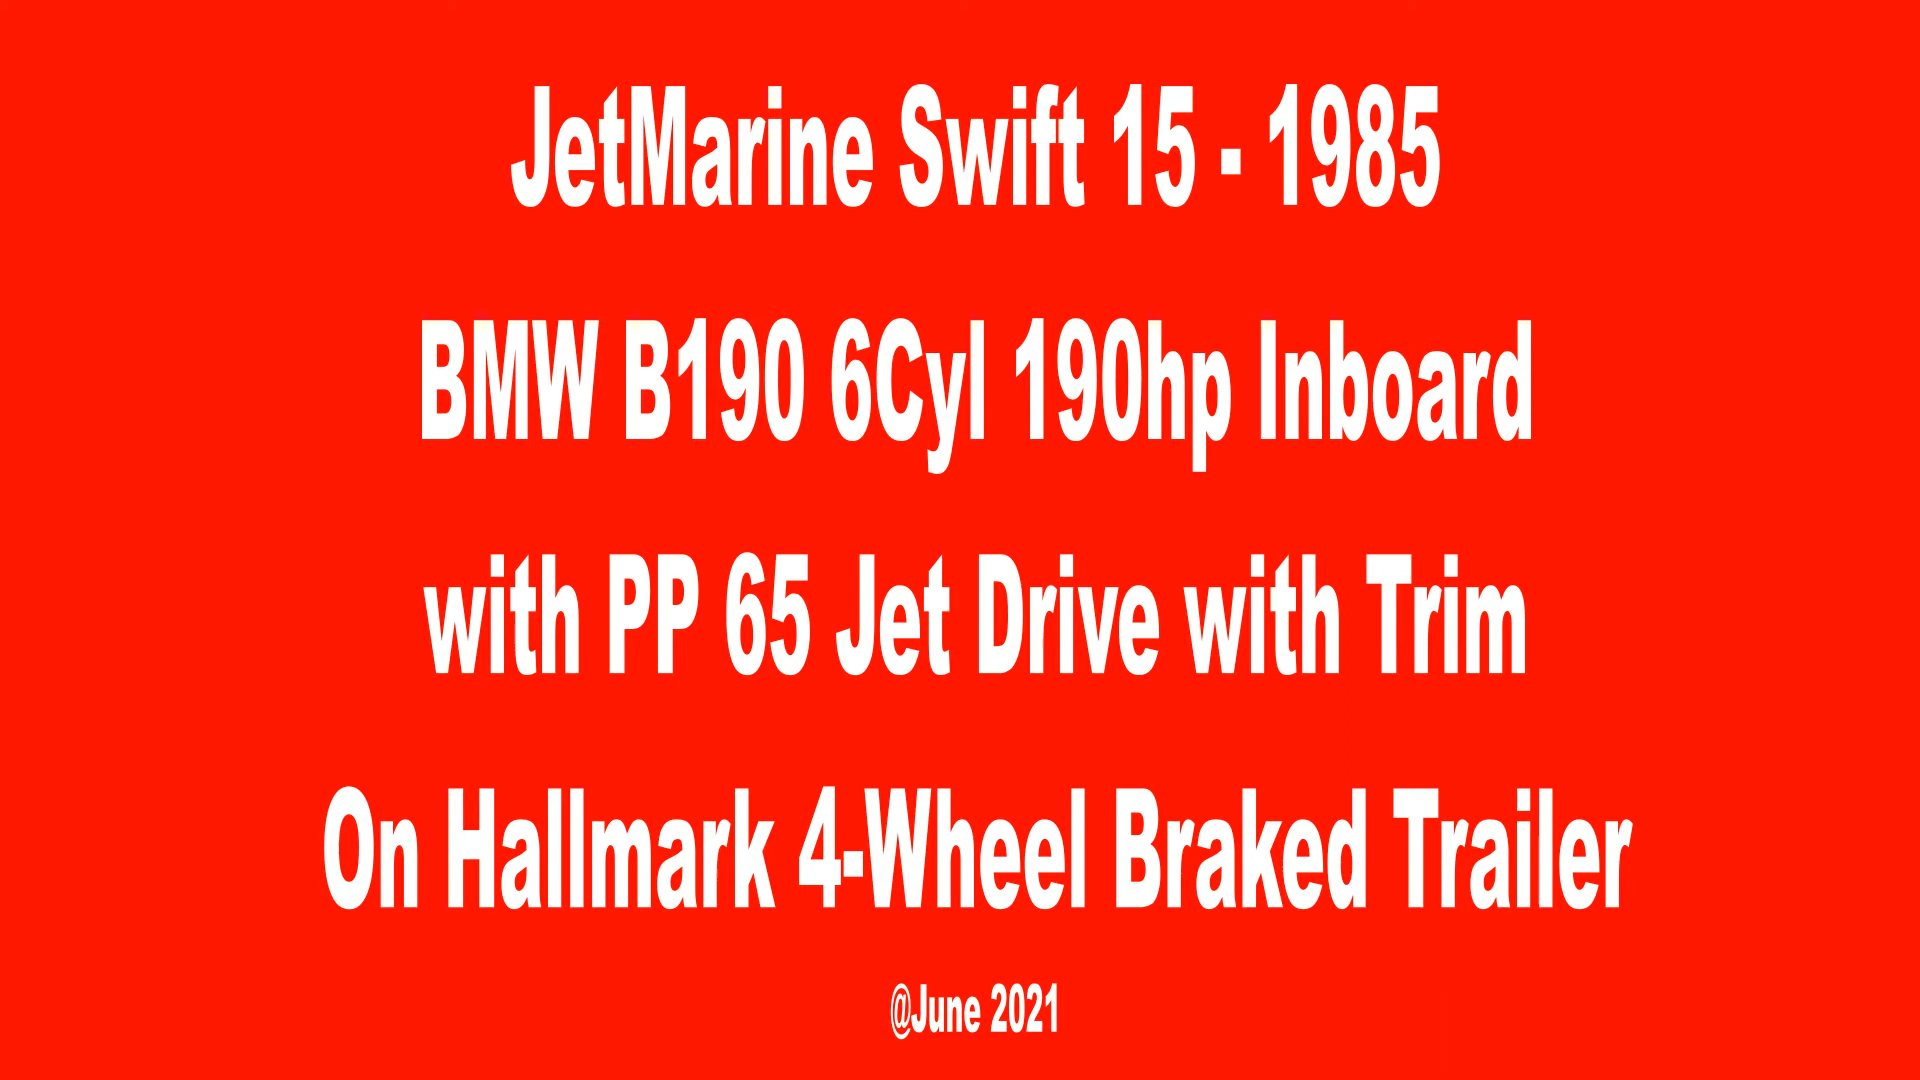 JetMarine Swift 15 - 1985
BMW B190 6Cyl 190hp Inboard
with PP 65 Jet Drive with Trim
On Hallmark 4-Wheel Braked Trailer
@June 2021